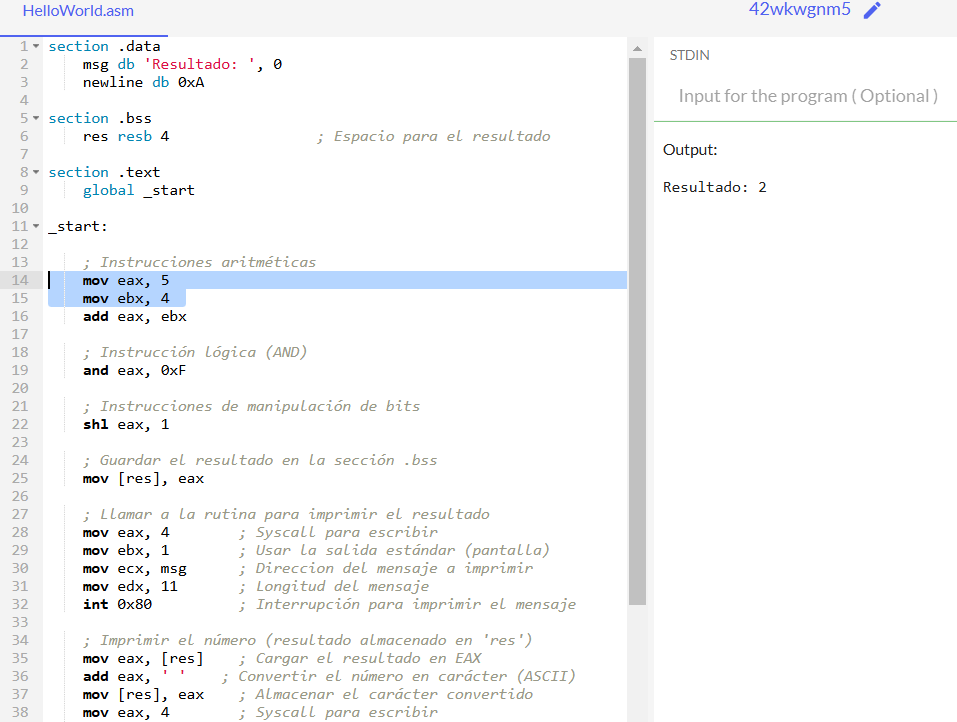 HelloWorld.asm
42wkwgnm5
1 section .data
2     msg db 'Resultado: ', 0
3     newline db 0xA
4
5 section .bss
6     res resb 4                 ; Espacio para el resultado
7
8 section .text
9     global _start
10
11 _start:
12
13     ; Instrucciones aritméticas
14     mov eax, 5
15     mov ebx, 4
16     add eax, ebx
17
18     ; Instrucción lógica (AND)
19     and eax, 0xF
20
21     ; Instrucciones de manipulación de bits
22     shl eax, 1
23
24     ; Guardar el resultado en la sección .bss
25     mov [res], eax
26
27     ; Llamar a la rutina para imprimir el resultado
28     mov eax, 4        ; Syscall para escribir
29     mov ebx, 1        ; Usar la salida estándar (pantalla)
30     mov ecx, msg      ; Direccion del mensaje a imprimir
31     mov edx, 11       ; Longitud del mensaje
32     int 0x80          ; Interrupción para imprimir el mensaje
33
34     ; Imprimir el número (resultado almacenado en 'res')
35     mov eax, [res]    ; Cargar el resultado en EAX
36     add eax, ' '    ; Convertir el número en carácter (ASCII)
37     mov [res], eax    ; Almacenar el carácter convertido
38     mov eax, 4        ; Syscall para escribir
STDIN
Input for the program ( Optional )
Output:
Resultado: 2